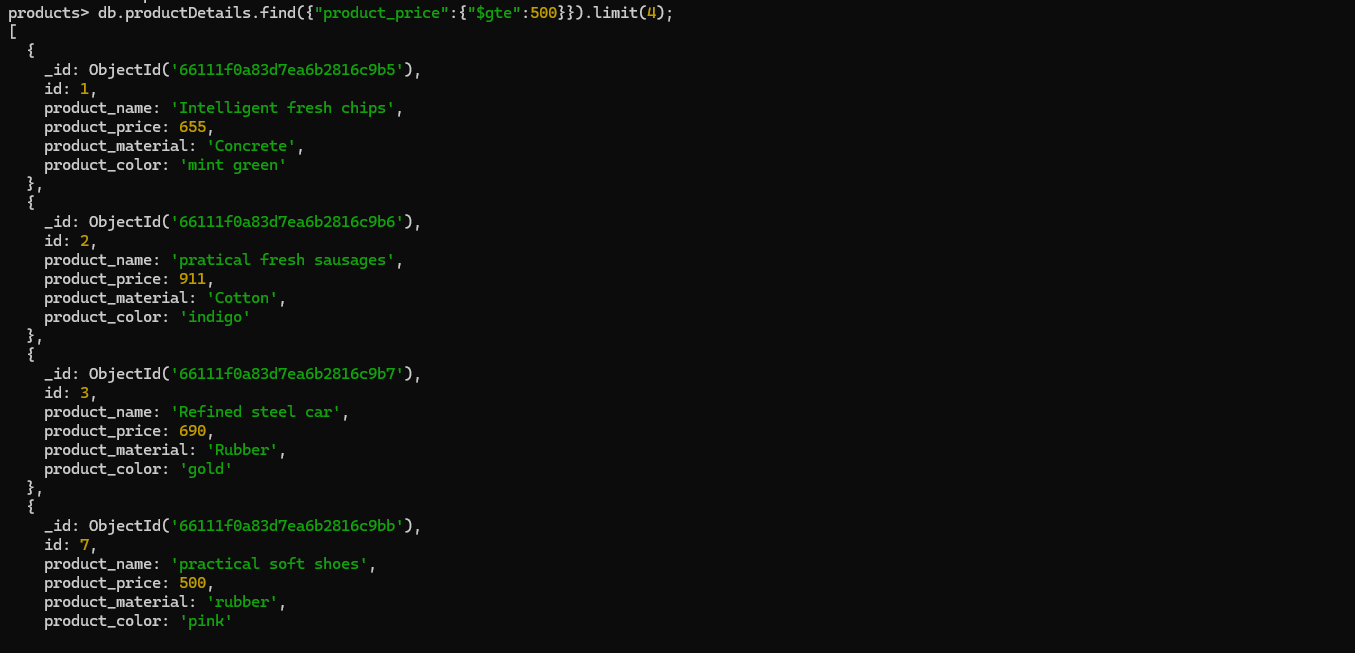 products> db.productDetails.find({"product_price":{"$gte":500}}).limit(4);
[
  {
    _id: ObjectId('66111f0a83d7ea6b2816c9b5'),
    id: 1,
    product_name: 'Intelligent fresh chips',
    product_price: 655,
    product_material: 'Concrete',
    product_color: 'mint green'
  },
  {
    _id: ObjectId('66111f0a83d7ea6b2816c9b6'),
    id: 2,
    product_name: 'pratical fresh sausages',
    product_price: 911,
    product_material: 'Cotton',
    product_color: 'indigo'
  },
  {
    _id: ObjectId('66111f0a83d7ea6b2816c9b7'),
    id: 3,
    product_name: 'Refined steel car',
    product_price: 690,
    product_material: 'Rubber',
    product_color: 'gold'
  },
  {
    _id: ObjectId('66111f0a83d7ea6b2816c9bb'),
    id: 7,
    product_name: 'practical soft shoes',
    product_price: 500,
    product_material: 'rubber',
    product_color: 'pink'